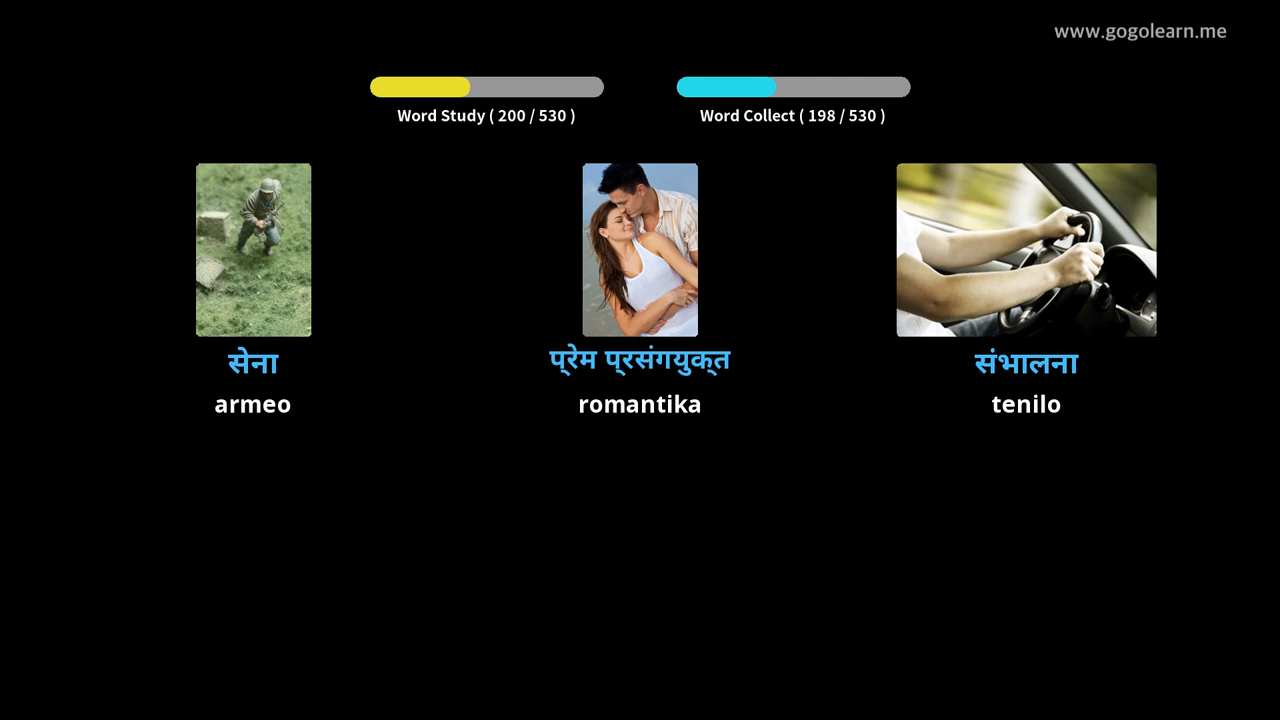 www.gogolearn.me
Word Study ( 200 / 530 )
Word Collect ( 198 / 530 )
सेना
प्रेम प्रसंगयुक्त
संभालना
armeo
romantika
tenilo